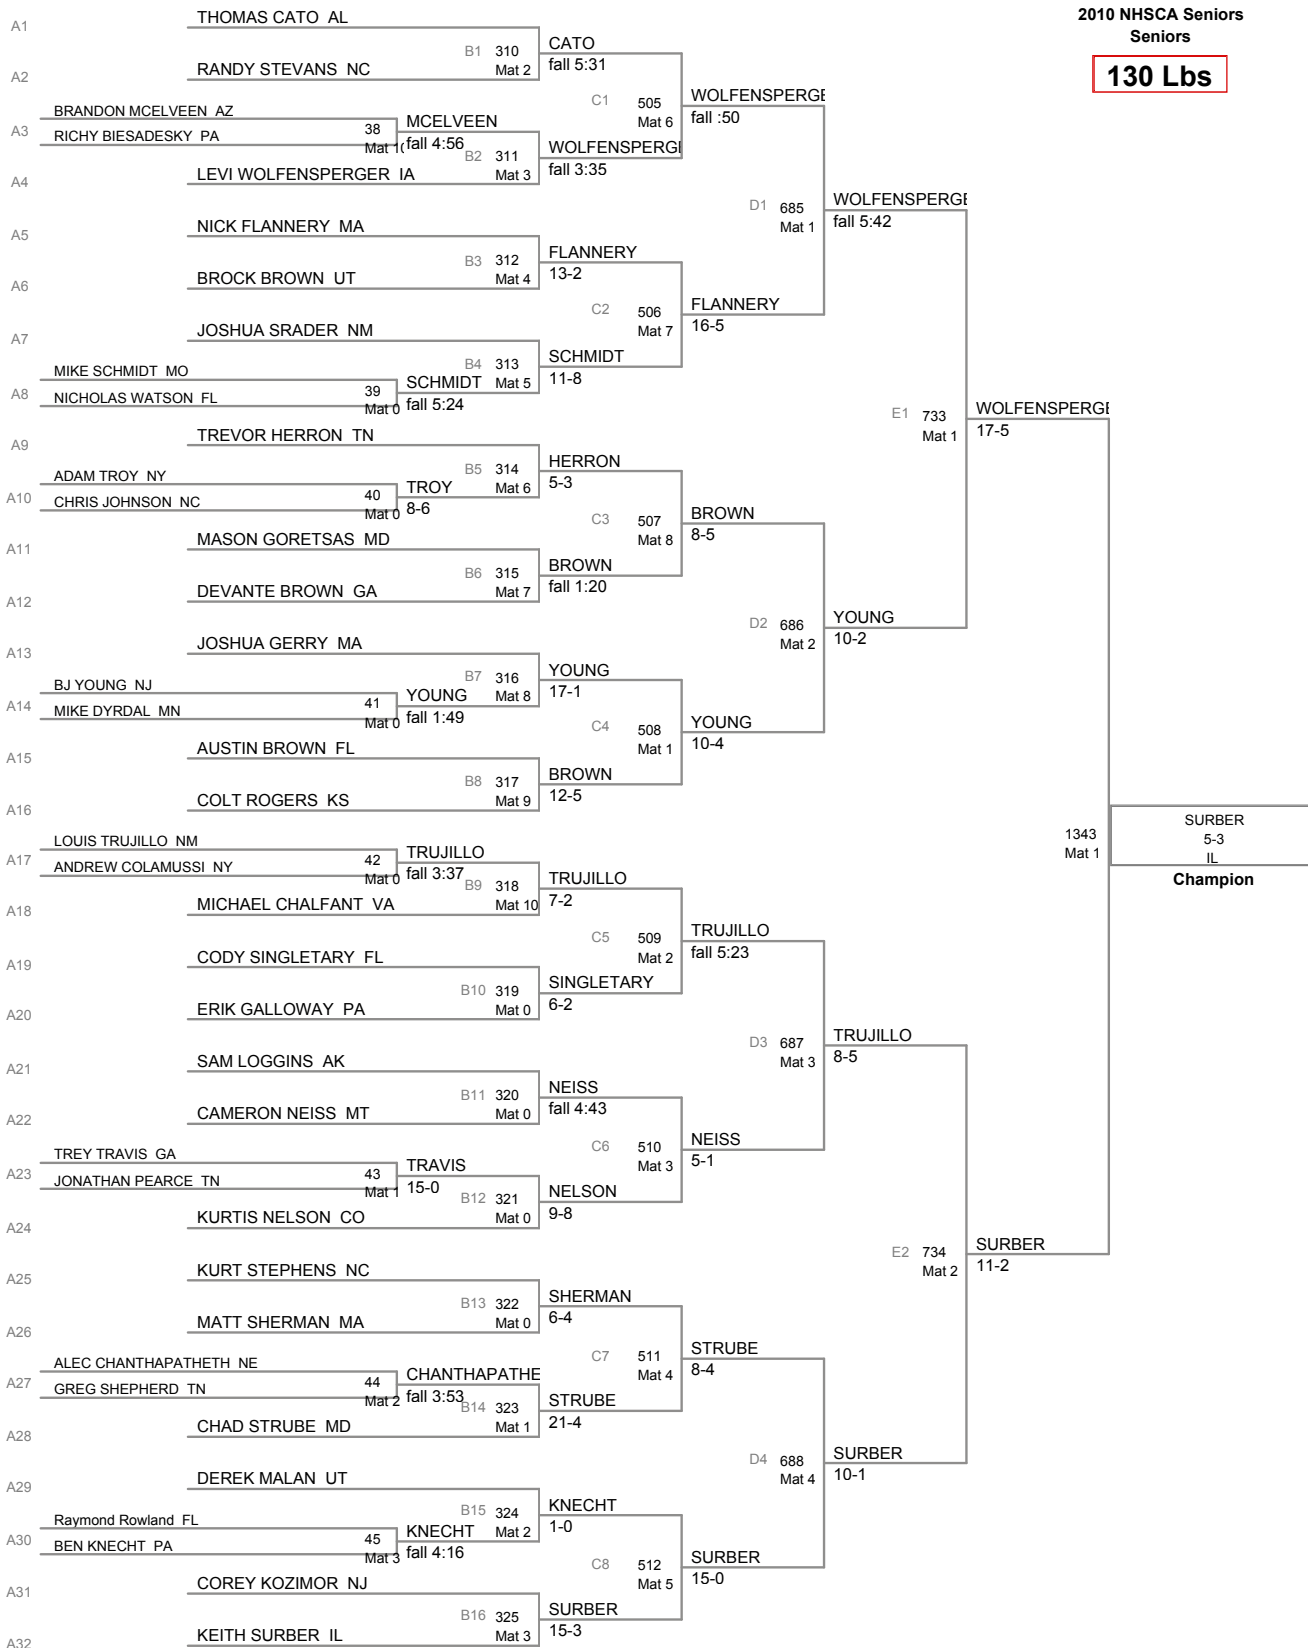 2010 NHSCA Seniors
Seniors
130 Lbs
A1
THOMAS CATO AL
B1 310
Mat 2
CATO
fall 5:31
A2
RANDY STEVANS NC
C1 505
Mat 6
WOLFENSPERGE
fall :50
BRANDON MCELVEEN AZ
A3
RICHY BIESADESKY PA
38
Mat 1(
MCELVEEN
fall 4:56
B2 311
Mat 3
WOLFENSPERGI
fall 3:35
A4
LEVI WOLFENSPERGER IA
D1 685
Mat 1
WOLFENSPERGE
fall 5:42
A5
NICK FLANNERY MA
B3 312
Mat 4
FLANNERY
13-2
A6
BROCK BROWN UT
C2 506
Mat 7
FLANNERY
16-5
A7
JOSHUA SRADER NM
B4 313
Mat 5
SCHMIDT
11-8
MIKE SCHMIDT MO
A8
NICHOLAS WATSON FL
39
Mat 0
SCHMIDT
fall 5:24
E1 733
Mat 1
WOLFENSPERGE
17-5
A9
TREVOR HERRON TN
B5 314
Mat 6
HERRON
5-3
ADAM TROY NY
A10
CHRIS JOHNSON NC
40
Mat 0
TROY
8-6
C3 507
Mat 8
BROWN
8-5
A11
MASON GORETSAS MD
B6 315
Mat 7
BROWN
fall 1:20
A12
DEVANTE BROWN GA
D2 686
Mat 2
YOUNG
10-2
A13
JOSHUA GERRY MA
B7 316
Mat 8
YOUNG
17-1
BJ YOUNG NJ
A14
MIKE DYRDAL MN
41
Mat 0
YOUNG
fall 1:49
C4 508
Mat 1
YOUNG
10-4
A15
AUSTIN BROWN FL
B8 317
Mat 9
BROWN
12-5
A16
COLT ROGERS KS
1343
Mat 1
SURBER
5-3
IL
Champion
LOUIS TRUJILLO NM
A17
ANDREW COLAMUSSI NY
42
Mat 0
TRUJILLO
fall 3:37
B9 318
Mat 10
TRUJILLO
7-2
A18
MICHAEL CHALFANT VA
C5 509
Mat 2
TRUJILLO
fall 5:23
A19
CODY SINGLETARY FL
B10 319
Mat 0
SINGLETARY
6-2
A20
ERIK GALLOWAY PA
D3 687
Mat 3
TRUJILLO
8-5
A21
SAM LOGGINS AK
B11 320
Mat 0
NEISS
fall 4:43
A22
CAMERON NEISS MT
C6 510
Mat 3
NEISS
5-1
TREY TRAVIS GA
A23
JONATHAN PEARCE TN
43
Mat 1
TRAVIS
15-0
B12 321
Mat 0
NELSON
9-8
A24
KURTIS NELSON CO
E2 734
Mat 2
SURBER
11-2
A25
KURT STEPHENS NC
B13 322
Mat 0
SHERMAN
6-4
A26
MATT SHERMAN MA
C7 511
Mat 4
STRUBE
8-4
ALEC CHANTHAPATHETH NE
A27
GREG SHEPHERD TN
44
Mat 2
CHANTHAPATHE
fall 3:53
B14 323
Mat 1
STRUBE
21-4
A28
CHAD STRUBE MD
D4 688
Mat 4
SURBER
10-1
A29
DEREK MALAN UT
B15 324
Mat 2
KNECHT
1-0
Raymond Rowland FL
A30
BEN KNECHT PA
45
Mat 3
KNECHT
fall 4:16
C8 512
Mat 5
SURBER
15-0
A31
COREY KOZIMOR NJ
B16 325
Mat 3
SURBER
15-3
A32
KEITH SURBER IL